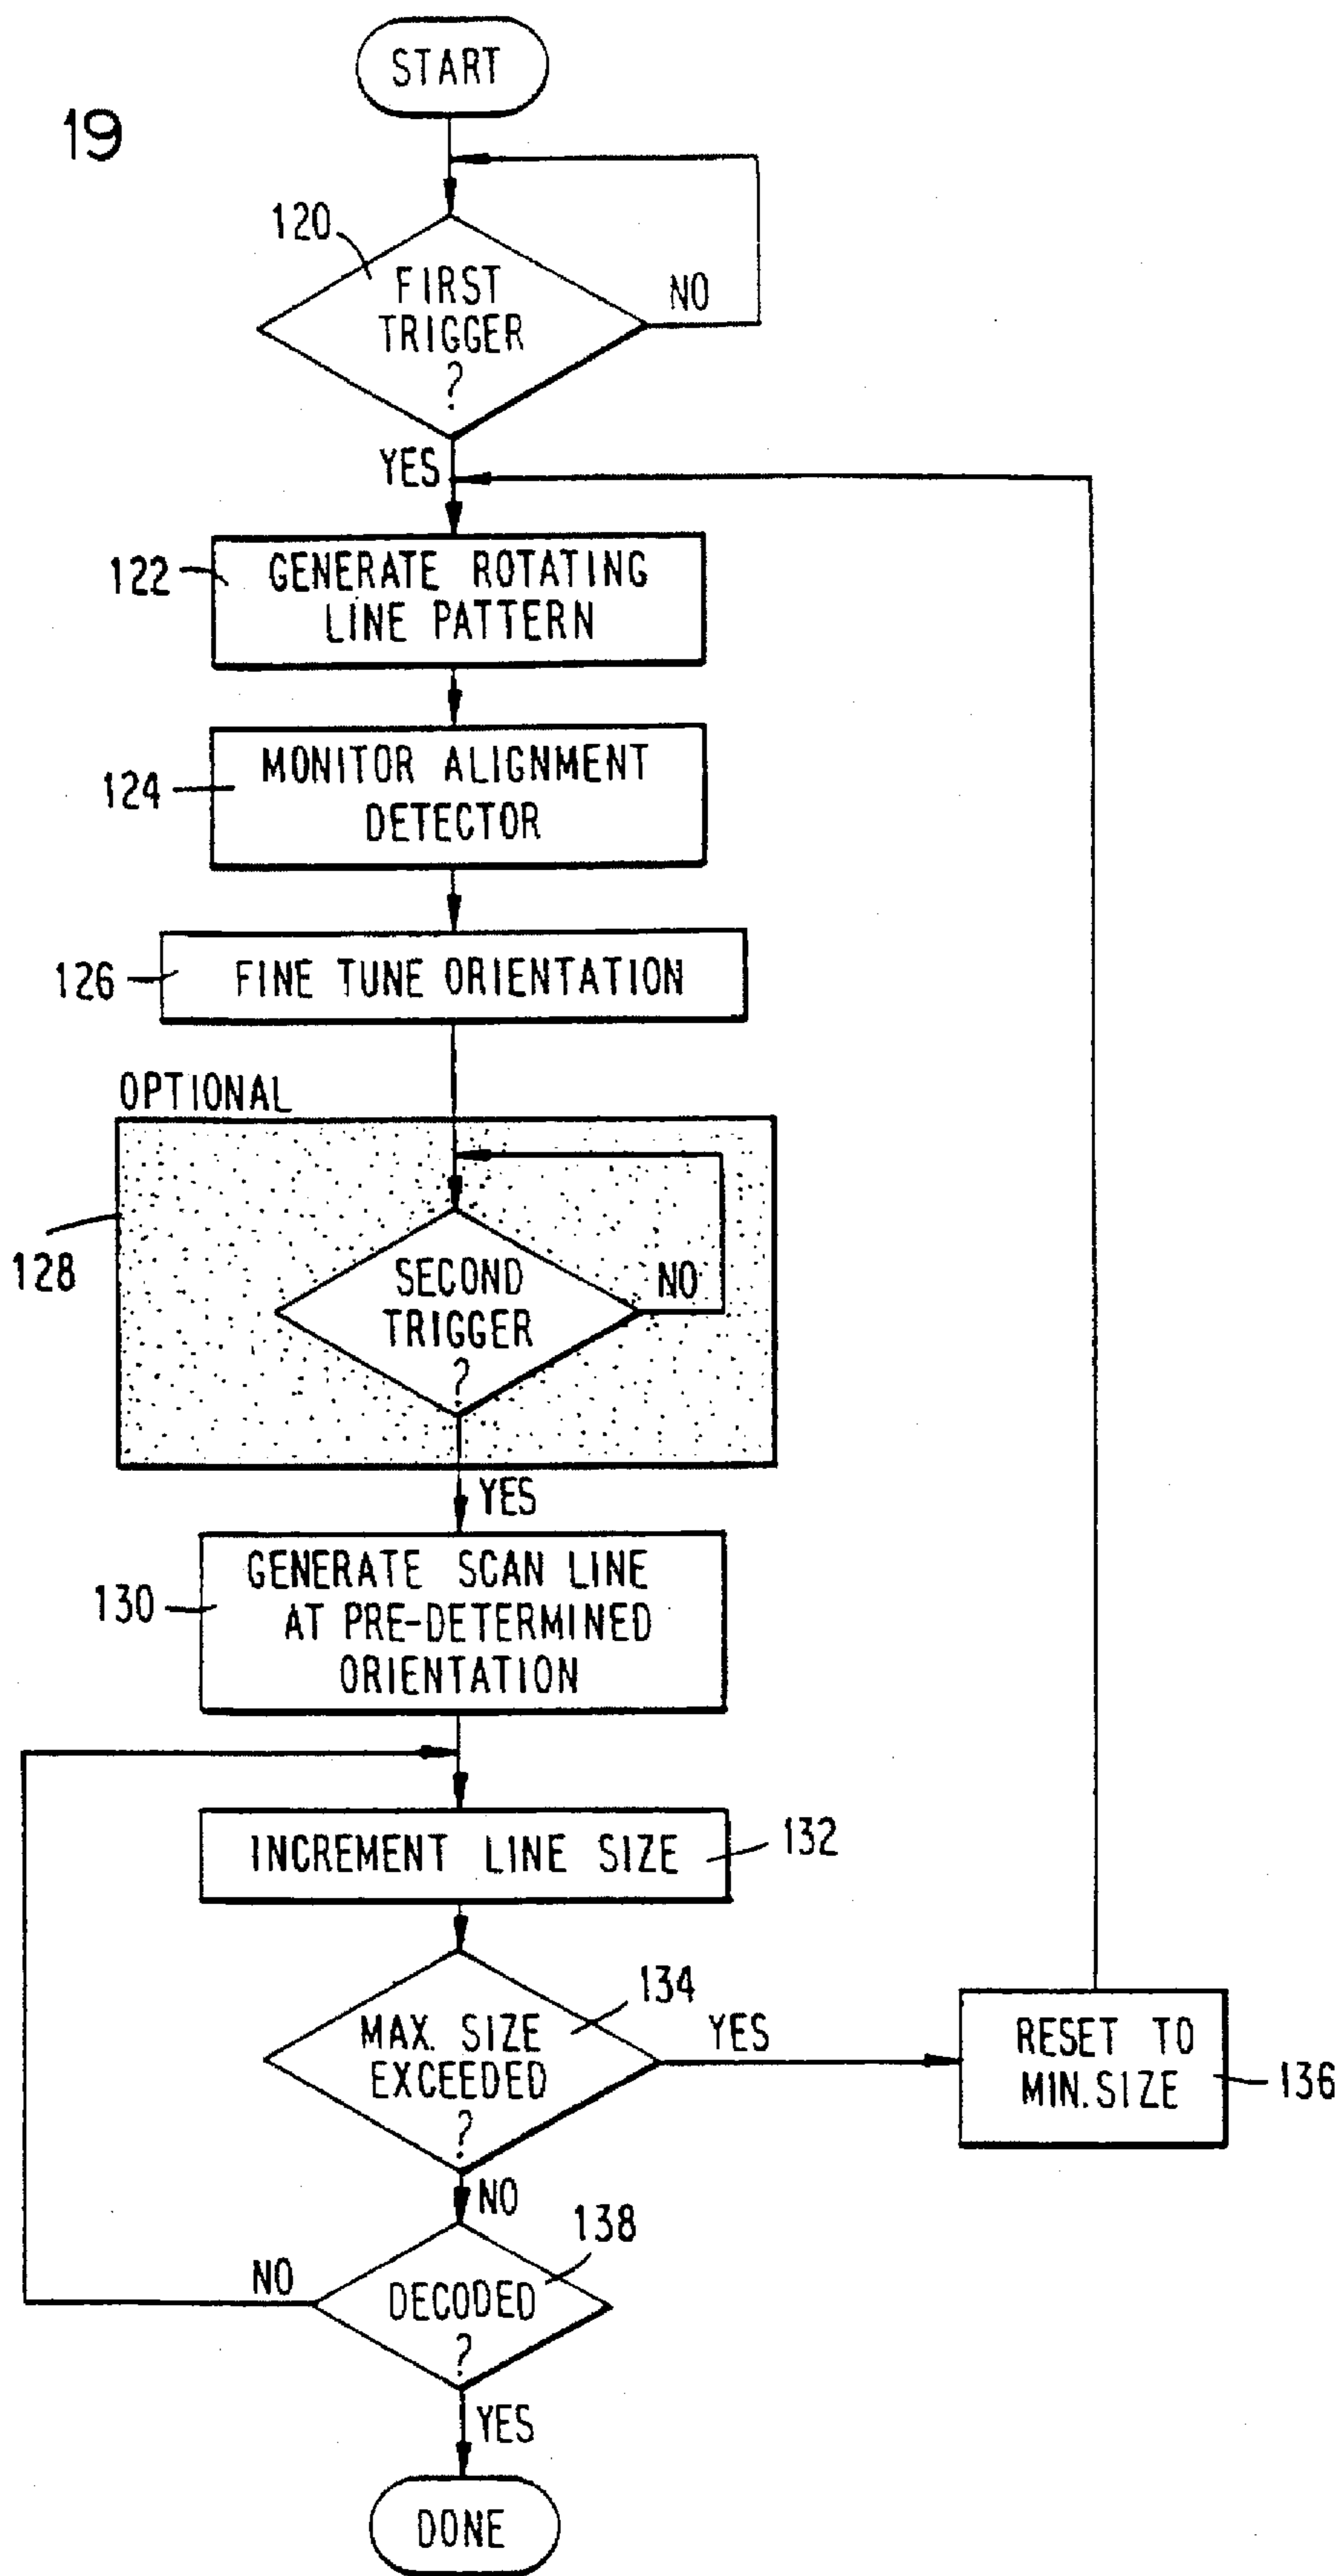 START
19
120
FIRST
TRIGGER
?
NO
YES
122
GENERATE ROTATING
LINE PATTERN
124
MONITOR ALIGNMENT
DETECTOR
126
FINE TUNE ORIENTATION
OPTIONAL
128
SECOND
TRIGGER
?
NO
YES
130
GENERATE SCAN LINE
AT PRE-DETERMINED
ORIENTATION
INCREMENT LINE SIZE
132
134
MAX. SIZE
EXCEEDED
?
YES
RESET TO
MIN. SIZE
136
NO
138
DECODED
?
NO
YES
DONE